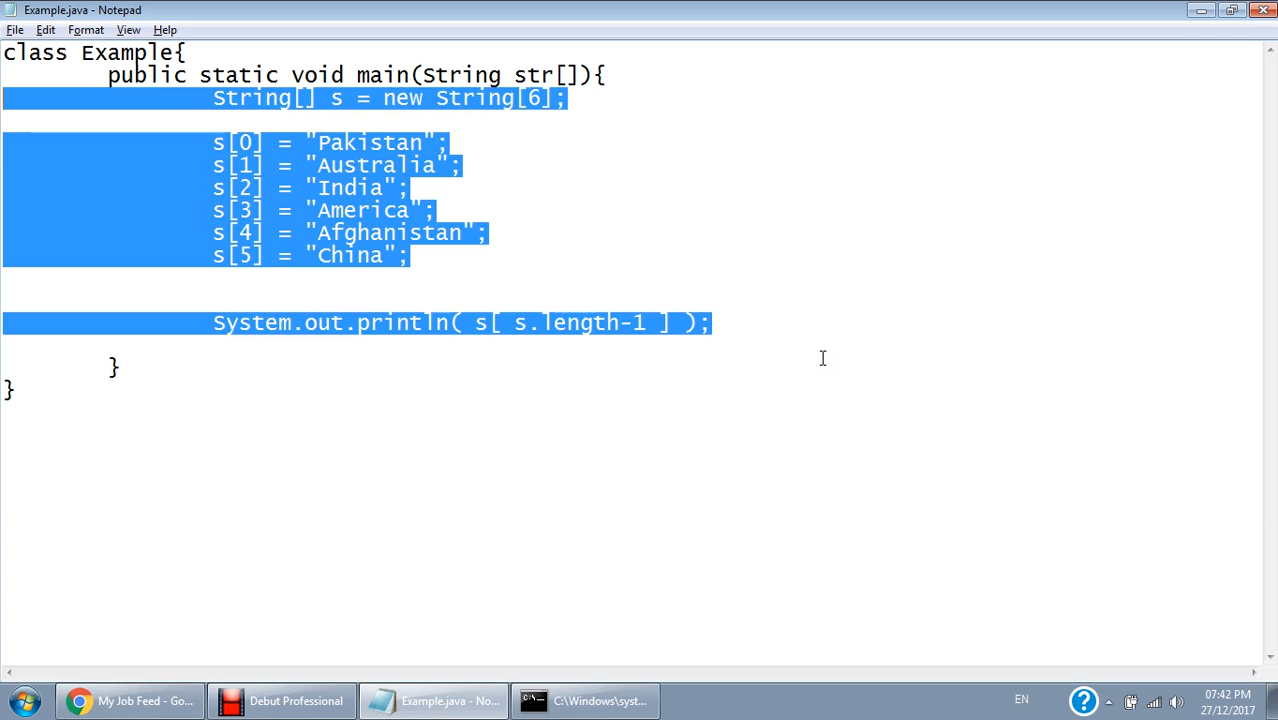 Example.java - Notepad
File Edit Format View Help
class Example{
public static void main(String str[]){
String[] s = new String[6];
s[0] = "Pakistan";
s[1] = "Australia";
s[2] = "India";
s[3] = "America";
s[4] = "Afghanistan";
s[5] = "China";
System.out.println( s[ s.length-1 ] );
}
}
My Job Feed - Go... Debut Professional Example.java - No... C:\Windows\syst... EN 07:42 PM
27/12/2017